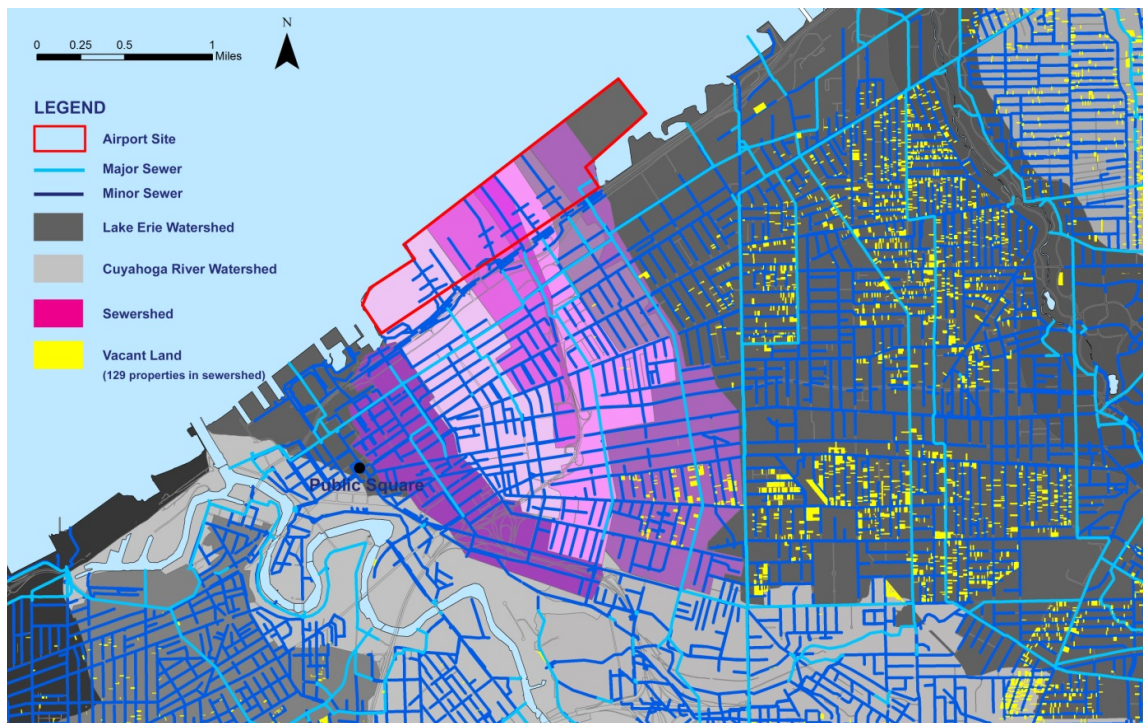 N
0 0.25 0.5 1
Miles
LEGEND
Airport Site
Major Sewer
Minor Sewer
Lake Erie Watershed
Cuyahoga River Watershed
Sewershed
Vacant Land
(129 properties in sewershed)
Public Square